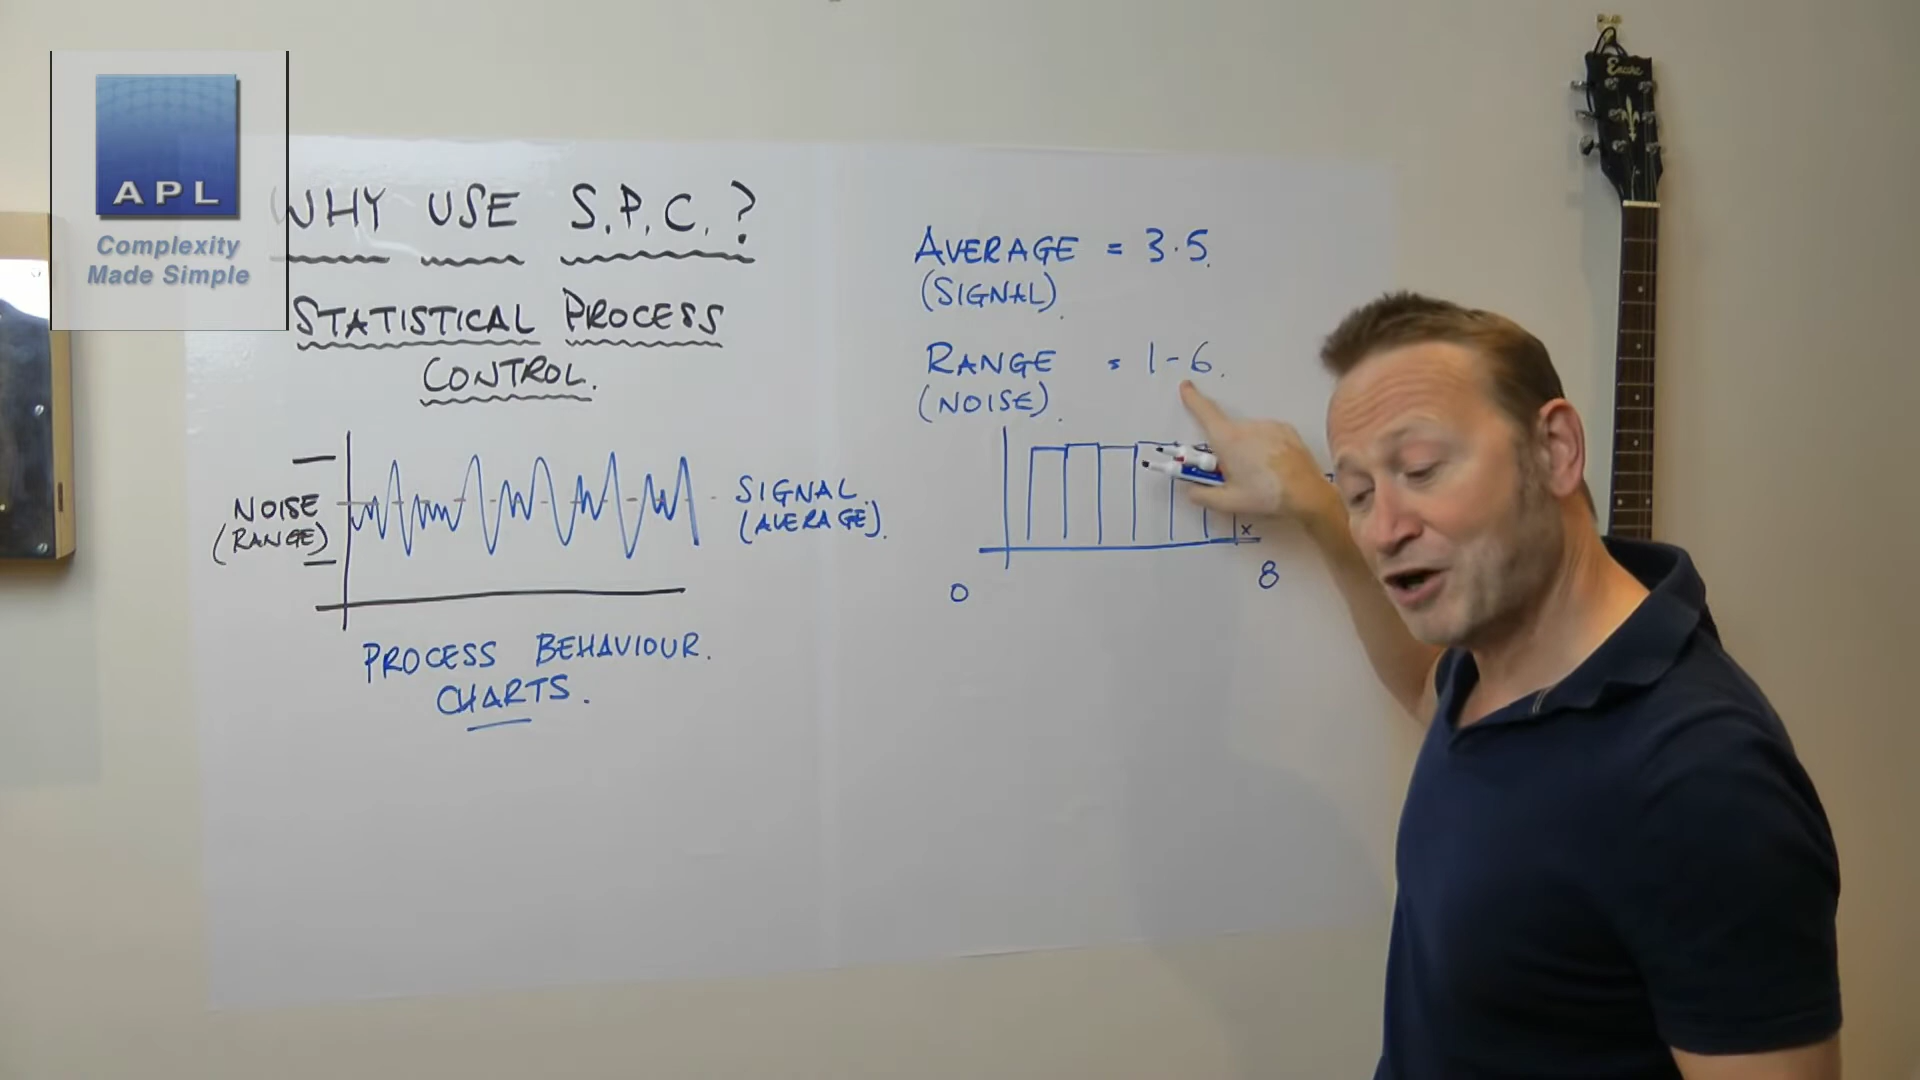 APL
Complexity
Made Simple
WHY USE S.P.C.?
STATISTICAL PROCESS
CONTROL.
NOISE
(RANGE)
SIGNAL
(AVERAGE).
PROCESS BEHAVIOUR.
CHARTS.
AVERAGE = 3.5.
(SIGNAL).
RANGE = 1-6.
(NOISE).
x
0 8
Encore